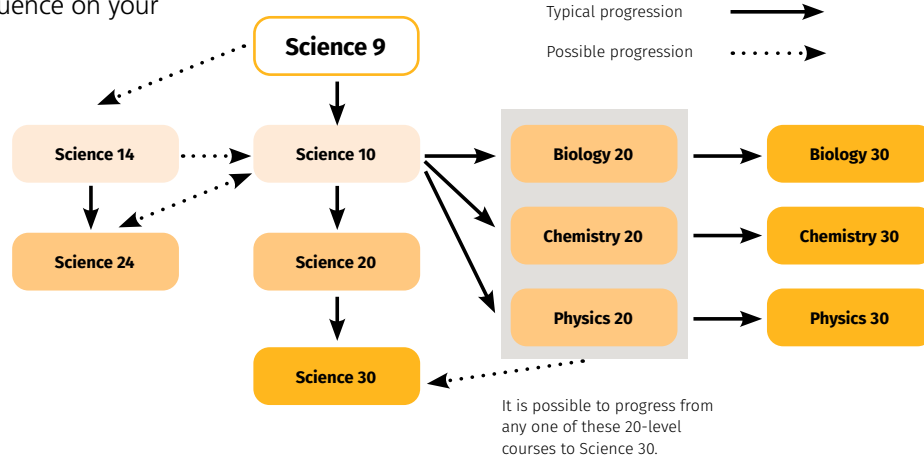 uence on your
Typical progression
Possible progression
Science 9
Science 14
Science 10
Biology 20
Biology 30
Science 24
Science 20
Chemistry 20
Chemistry 30
Physics 20
Physics 30
Science 30
It is possible to progress from
any one of these 20-level
courses to Science 30.